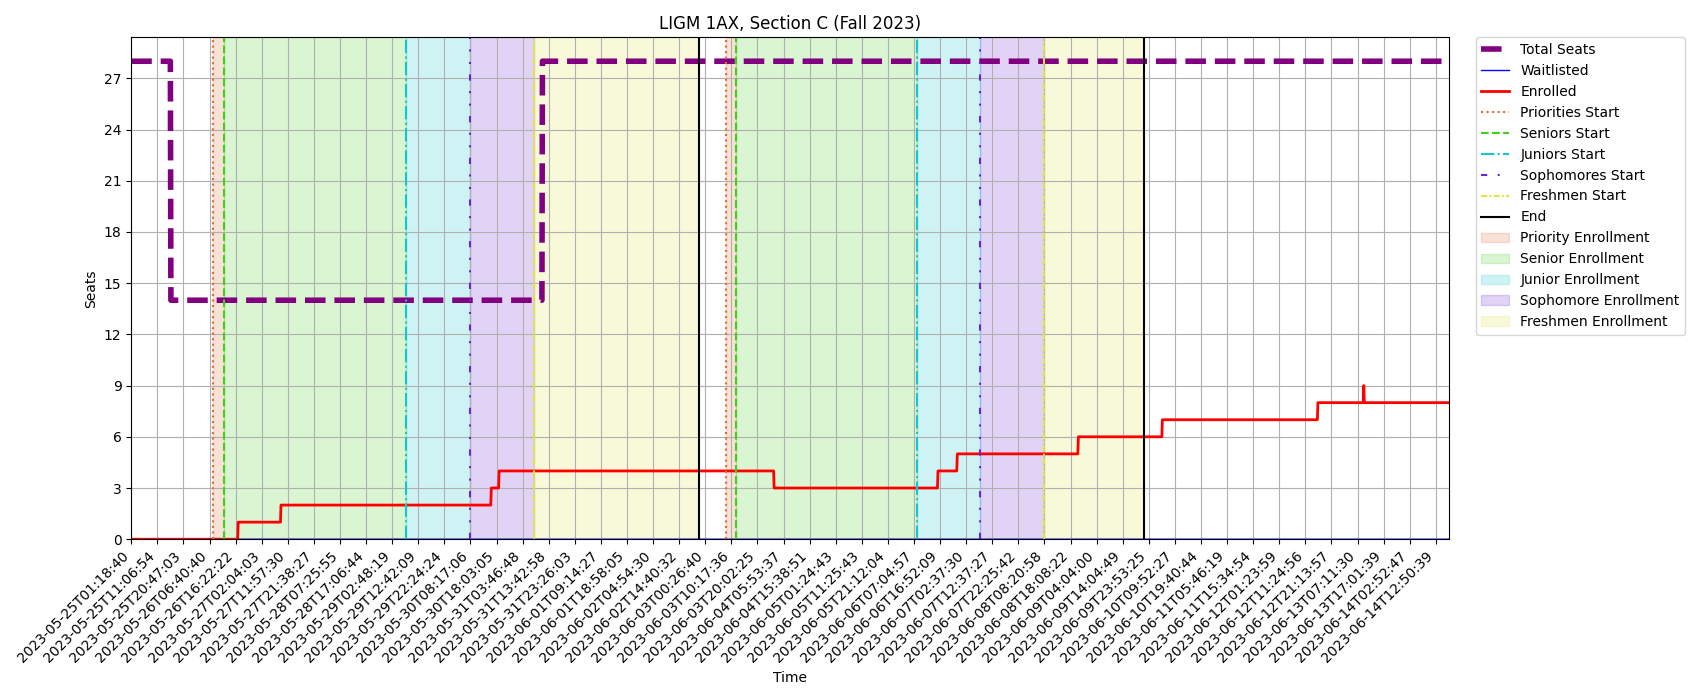 LIGM 1AX, Section C (Fall 2023)
Seats
27
24
21
18
15
12
9
6
3
0
2023-05-25T01:18:40
2023-05-25T11:06:54
2023-05-25T20:47:03
2023-05-26T06:40:40
2023-05-26T16:22:22
2023-05-27T02:04:03
2023-05-27T11:57:30
2023-05-27T21:38:27
2023-05-28T07:25:55
2023-05-28T17:06:44
2023-05-29T02:48:19
2023-05-29T12:42:09
2023-05-29T22:24:24
2023-05-30T08:17:06
2023-05-30T18:03:05
2023-05-31T03:46:48
2023-05-31T13:42:58
2023-05-31T23:26:03
2023-06-01T09:14:27
2023-06-01T18:58:05
2023-06-02T04:54:30
2023-06-02T14:40:32
2023-06-03T00:26:40
2023-06-03T10:17:36
2023-06-03T20:02:25
2023-06-04T05:53:37
2023-06-04T15:38:51
2023-06-05T01:24:43
2023-06-05T11:25:43
2023-06-05T21:12:04
2023-06-06T07:04:57
2023-06-06T16:52:09
2023-06-07T02:37:30
2023-06-07T12:37:27
2023-06-07T22:25:42
2023-06-08T08:20:58
2023-06-08T18:08:22
2023-06-09T04:04:00
2023-06-09T14:04:49
2023-06-09T23:53:25
2023-06-10T09:52:27
2023-06-10T19:40:44
2023-06-11T05:46:19
2023-06-11T15:34:54
2023-06-12T01:23:59
2023-06-12T11:24:56
2023-06-12T21:13:57
2023-06-13T07:11:30
2023-06-13T17:01:39
2023-06-14T02:52:47
2023-06-14T12:50:39
Time
Total Seats
Waitlisted
Enrolled
Priorities Start
Seniors Start
Juniors Start
Sophomores Start
Freshmen Start
End
Priority Enrollment
Senior Enrollment
Junior Enrollment
Sophomore Enrollment
Freshmen Enrollment